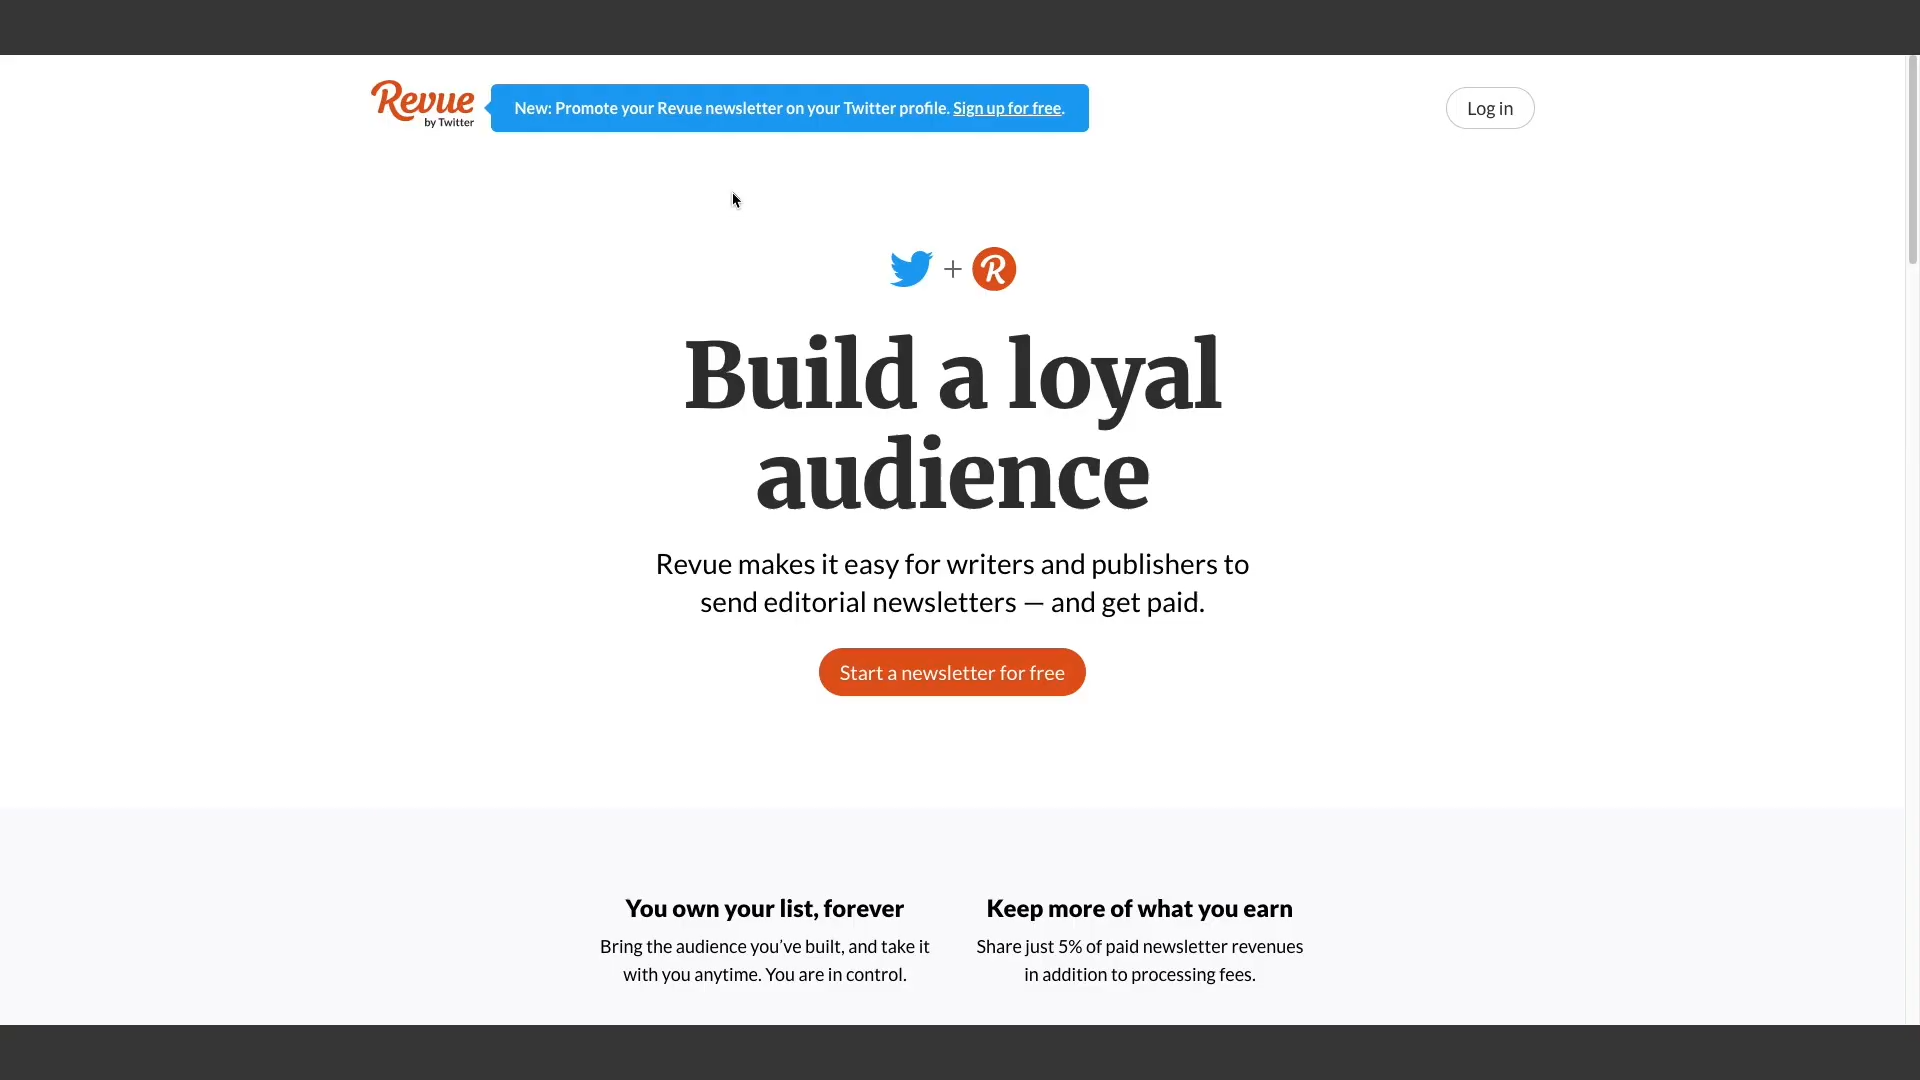 Revue
by Twitter
New: Promote your Revue newsletter on your Twitter profile. Sign up for free.
Log in
R
Build a loyal
audience
Revue makes it easy for writers and publishers to
send editorial newsletters — and get paid.
Start a newsletter for free
You own your list, forever
Bring the audience you’ve built, and take it
with you anytime. You are in control.
Keep more of what you earn
Share just 5% of paid newsletter revenues
in addition to processing fees.